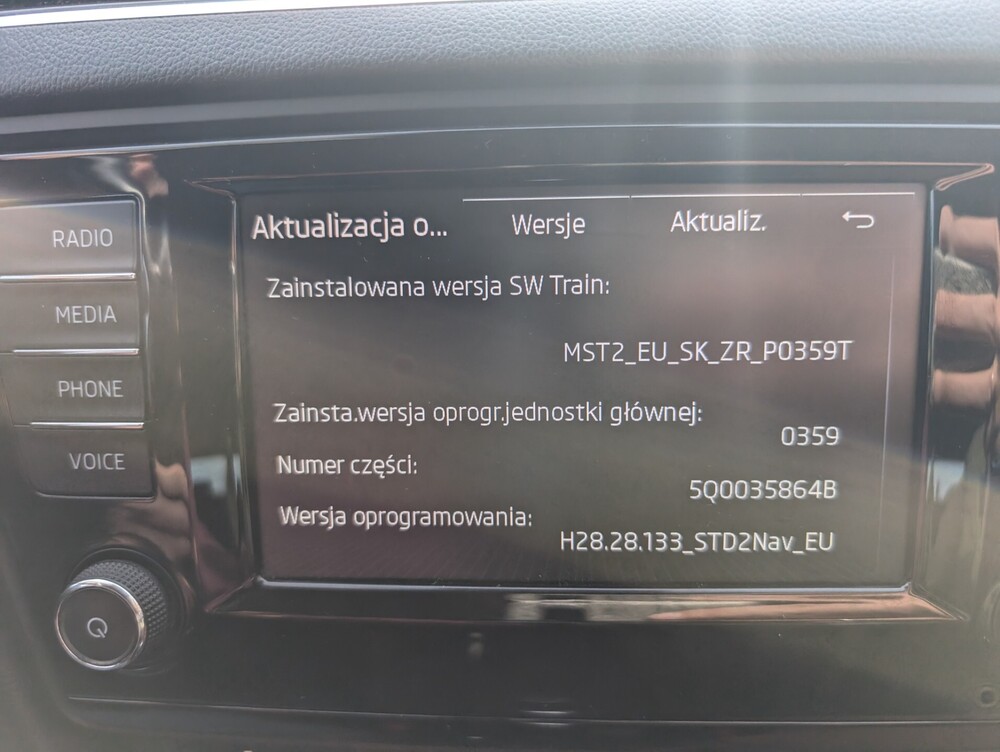 RADIO
MEDIA
PHONE
VOICE
Aktualizacja o... Wersje Aktualiz.
Zainstalowana wersja SW Train:
MST2_EU_SK_ZR_P0359T
Zainsta.wersja oprogr.jednostki głównej:
0359
Numer części:
5Q0035864B
Wersja oprogramowania:
H28.28.133_STD2Nav_EU